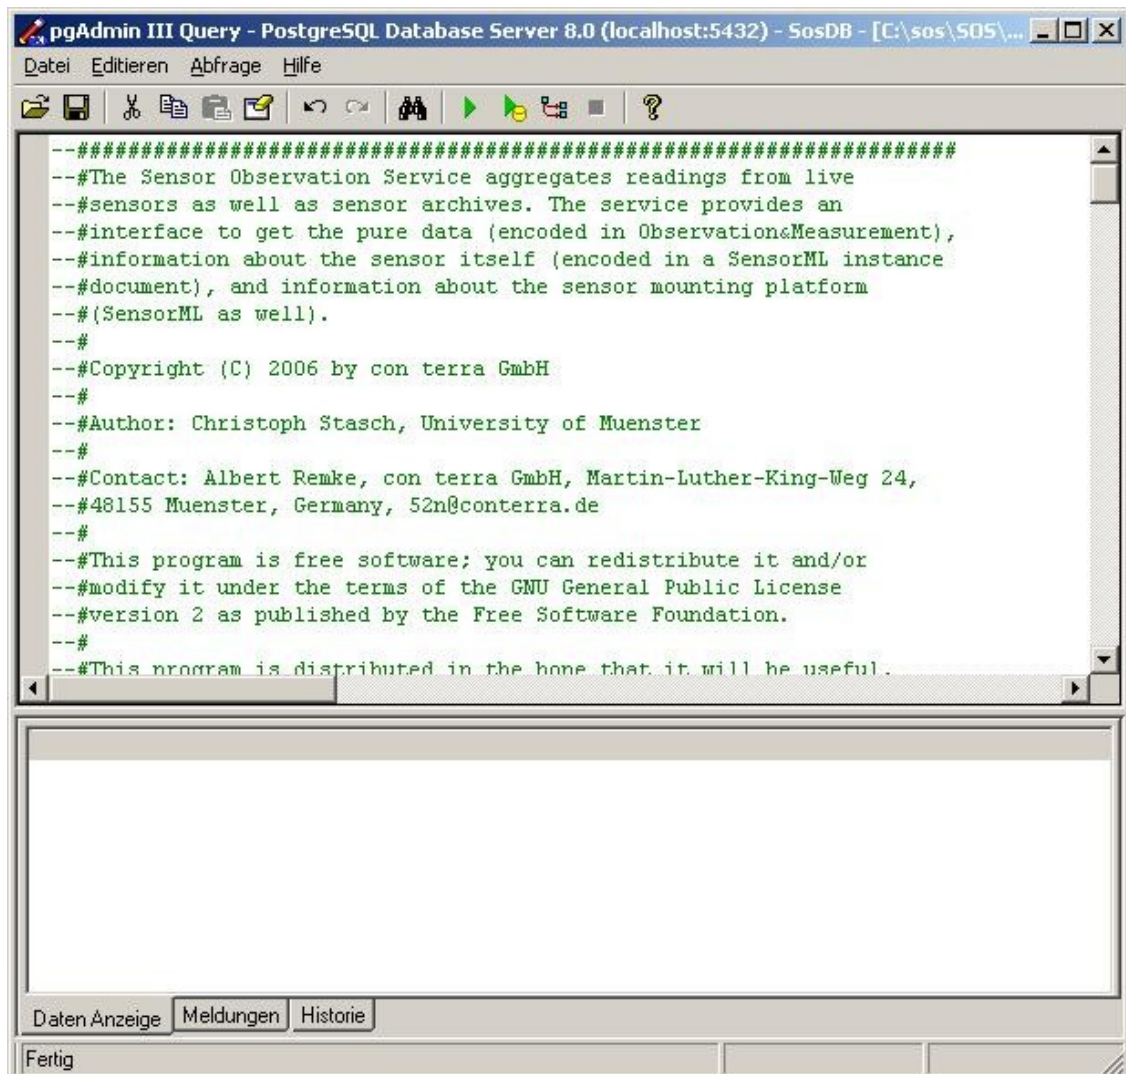 pgAdmin III Query - PostgreSQL Database Server 8.0 (localhost:5432) - SosDB - [C:\sos\SOS\...
Datei Editieren Abfrage Hilfe
--#####################################################################
--#The Sensor Observation Service aggregates readings from live
--#sensors as well as sensor archives. The service provides an
--#interface to get the pure data (encoded in Observation&Measurement),
--#information about the sensor itself (encoded in a SensorML instance
--#document), and information about the sensor mounting platform
--#(SensorML as well).
--#
--#Copyright (C) 2006 by con terra GmbH
--#
--#Author: Christoph Stasch, University of Muenster
--#
--#Contact: Albert Remke, con terra GmbH, Martin-Luther-King-Weg 24,
--#48155 Muenster, Germany, 52n@conterra.de
--#
--#This program is free software; you can redistribute it and/or
--#modify it under the terms of the GNU General Public License
--#version 2 as published by the Free Software Foundation.
--#
--#This program is distributed in the hope that it will be useful,
Daten Anzeige Meldungen Historie
Fertig